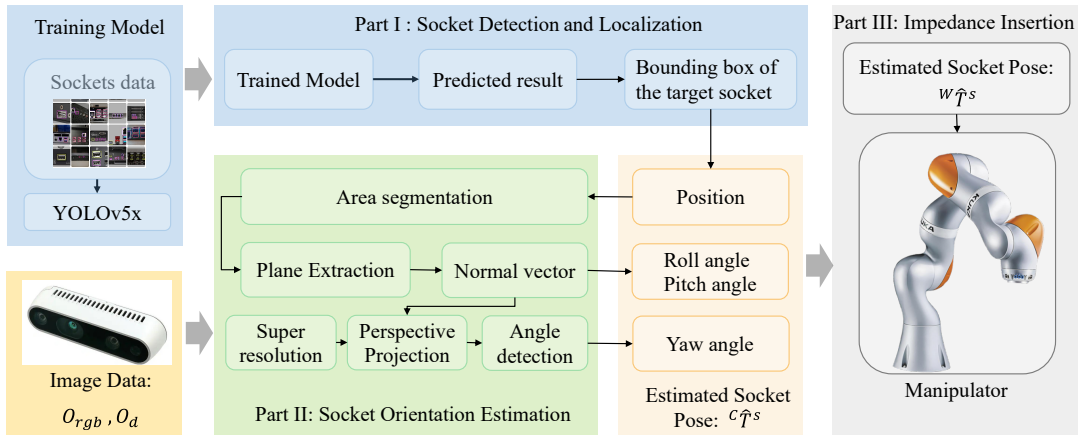 Training Model
Sockets data
YOLOv5x
Image Data:
O_rgb , O_d
Part I : Socket Detection and Localization
Trained Model
Predicted result
Bounding box of
the target socket
Area segmentation
Position
Plane Extraction
Normal vector
Roll angle
Pitch angle
Super
resolution
Perspective
Projection
Angle
detection
Yaw angle
Part II: Socket Orientation Estimation
Estimated Socket
Pose: ^C T̂ ^s
Part III: Impedance Insertion
Estimated Socket Pose:
^W T̂ ^s
Manipulator